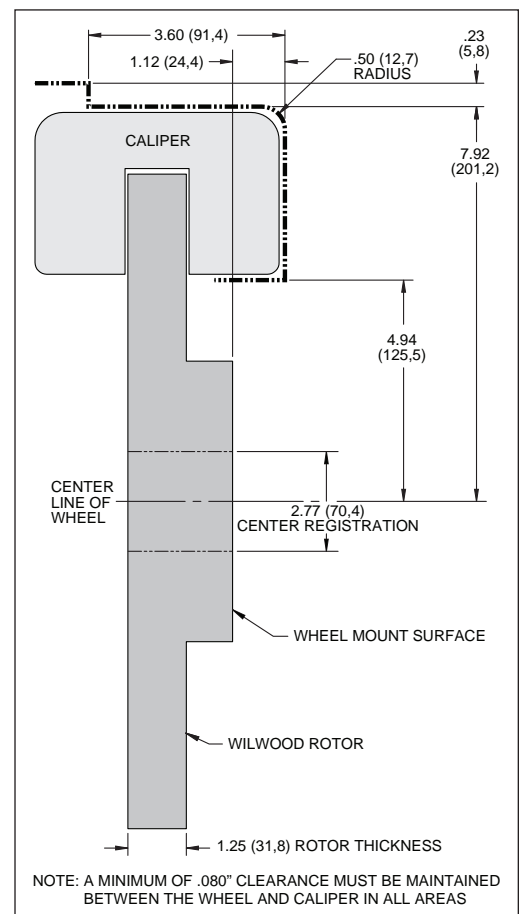 3.60 (91,4)
.23
(5,8)
1.12 (24,4)
.50 (12,7)
RADIUS
CALIPER
7.92
(201,2)
4.94
(125,5)
CENTER
LINE OF
WHEEL
2.77 (70,4)
CENTER REGISTRATION
WHEEL MOUNT SURFACE
WILWOOD ROTOR
1.25 (31,8) ROTOR THICKNESS
NOTE: A MINIMUM OF .080” CLEARANCE MUST BE MAINTAINED
BETWEEN THE WHEEL AND CALIPER IN ALL AREAS